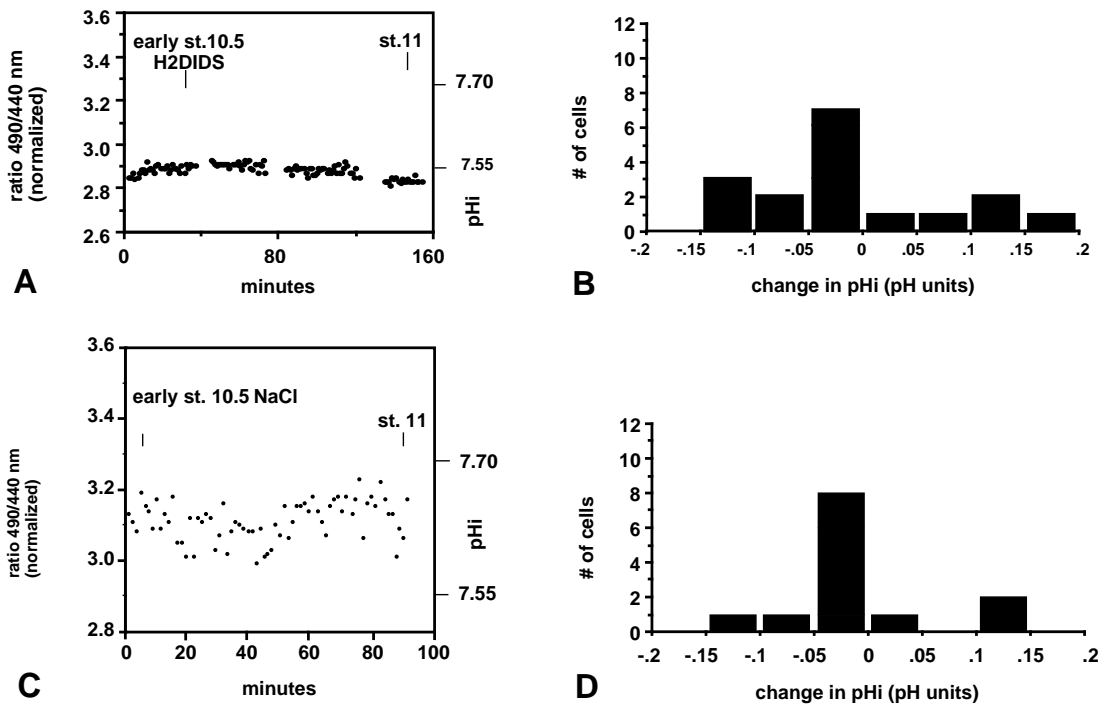 3.6
3.4
3.2
3.0
2.8
2.6
ratio 490/440 nm
(normalized)
early st.10.5
H2DIDS
st.11
7.70
7.55
pHi
0
80
160
minutes
A
12
10
8
6
4
2
0
# of cells
-.2 -.15 -.1 -.05 0 .05 .1 .15 .2
change in pHi (pH units)
B
3.6
3.4
3.2
3.0
2.8
ratio 490/440 nm
(normalized)
early st. 10.5 NaCl
st. 11
7.70
7.55
pHi
0 20 40 60 80 100
minutes
C
12
10
8
6
4
2
0
# of cells
-.2 -.15 -.1 -.05 0 .05 .1 .15 .2
change in pHi (pH units)
D